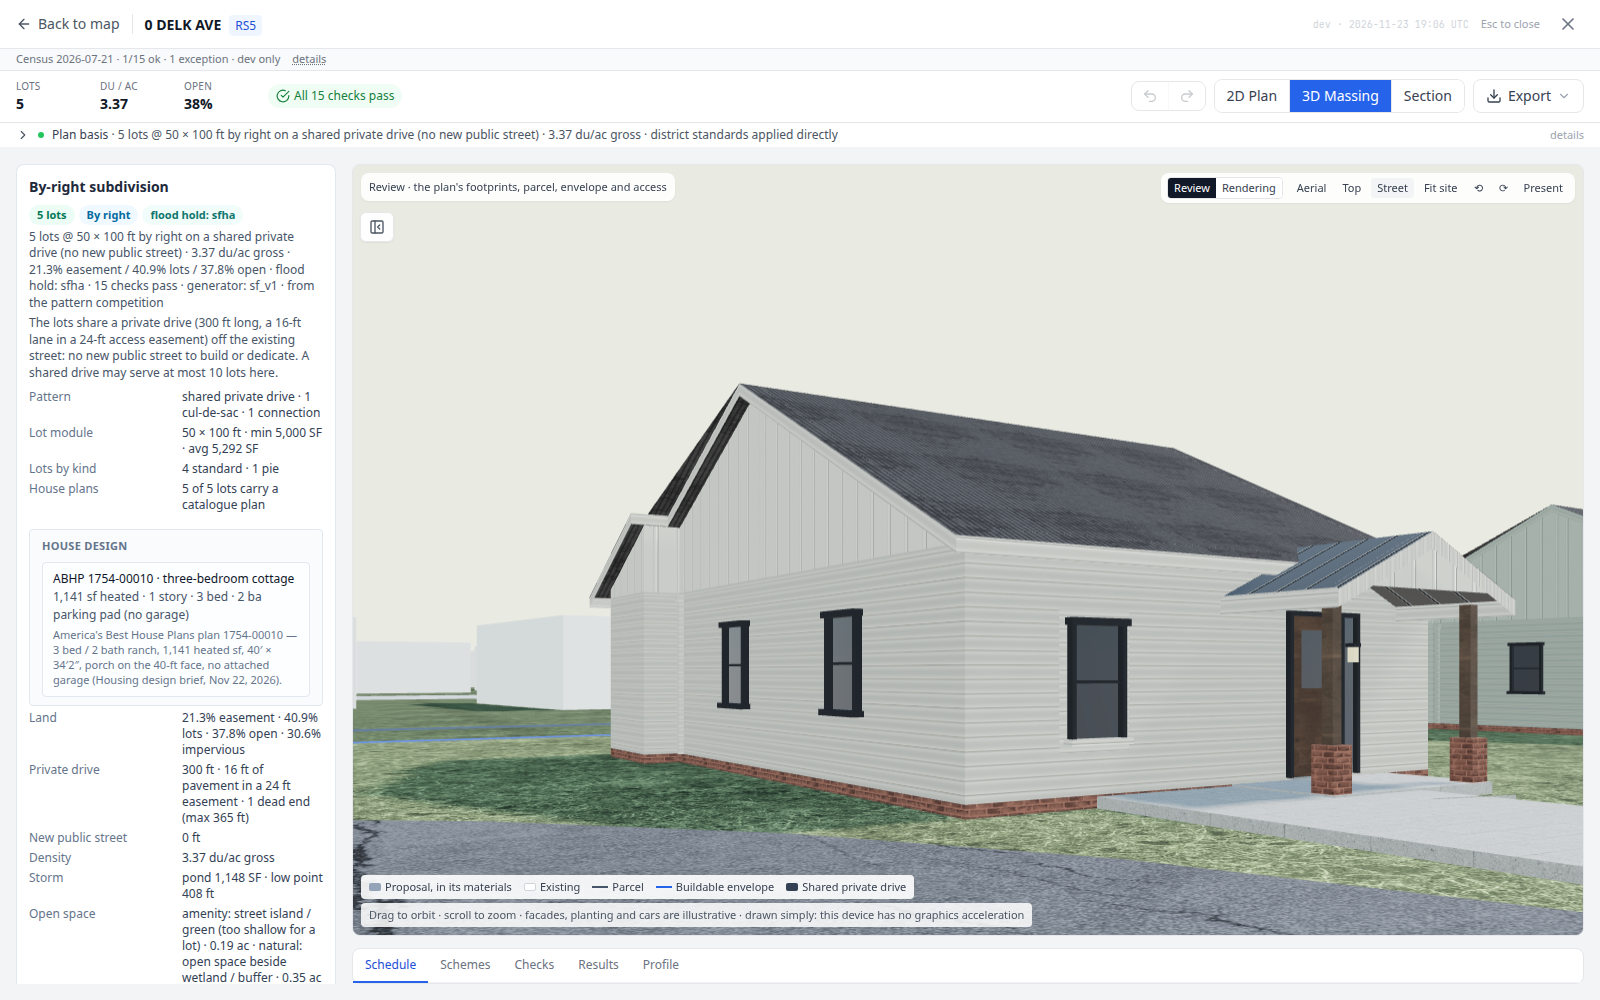 Back to map
0 DELK AVE
RS5
dev · 2026-11-23 19:06 UTC
Esc to close
Census 2026-07-21 · 1/15 ok · 1 exception · dev only
details
LOTS
5
DU / AC
3.37
OPEN
38%
All 15 checks pass
2D Plan
3D Massing
Section
Export
Plan basis · 5 lots @ 50 × 100 ft by right on a shared private drive (no new public street) · 3.37 du/ac gross · district standards applied directly
details
By-right subdivision
5 lots
By right
flood hold: sfha
5 lots @ 50 × 100 ft by right on a shared private
drive (no new public street) · 3.37 du/ac gross ·
21.3% easement / 40.9% lots / 37.8% open · flood
hold: sfha · 15 checks pass · generator: sf_v1 · from
the pattern competition
The lots share a private drive (300 ft long, a 16-ft
lane in a 24-ft access easement) off the existing
street: no new public street to build or dedicate. A
shared drive may serve at most 10 lots here.
Pattern
shared private drive · 1
cul-de-sac · 1 connection
Lot module
50 × 100 ft · min 5,000 SF
· avg 5,292 SF
Lots by kind
4 standard · 1 pie
House plans
5 of 5 lots carry a
catalogue plan
HOUSE DESIGN
ABHP 1754-00010 · three-bedroom cottage
1,141 sf heated · 1 story · 3 bed · 2 ba
parking pad (no garage)
America's Best House Plans plan 1754-00010 —
3 bed / 2 bath ranch, 1,141 heated sf, 40′ ×
34′2″, porch on the 40-ft face, no attached
garage (Housing design brief, Nov 22, 2026).
Land
21.3% easement · 40.9%
lots · 37.8% open · 30.6%
impervious
Private drive
300 ft · 16 ft of
pavement in a 24 ft
easement · 1 dead end
(max 365 ft)
New public street
0 ft
Density
3.37 du/ac gross
Storm
pond 1,148 SF · low point
408 ft
Open space
amenity: street island /
green (too shallow for a
lot) · 0.19 ac · natural:
open space beside
wetland / buffer · 0.35 ac
Review · the plan's footprints, parcel, envelope and access
Review
Rendering
Aerial
Top
Street
Fit site
⟲
⟳
Present
Proposal, in its materials
Existing
Parcel
Buildable envelope
Shared private drive
Drag to orbit · scroll to zoom · facades, planting and cars are illustrative · drawn simply: this device has no graphics acceleration
Schedule
Schemes
Checks
Results
Profile